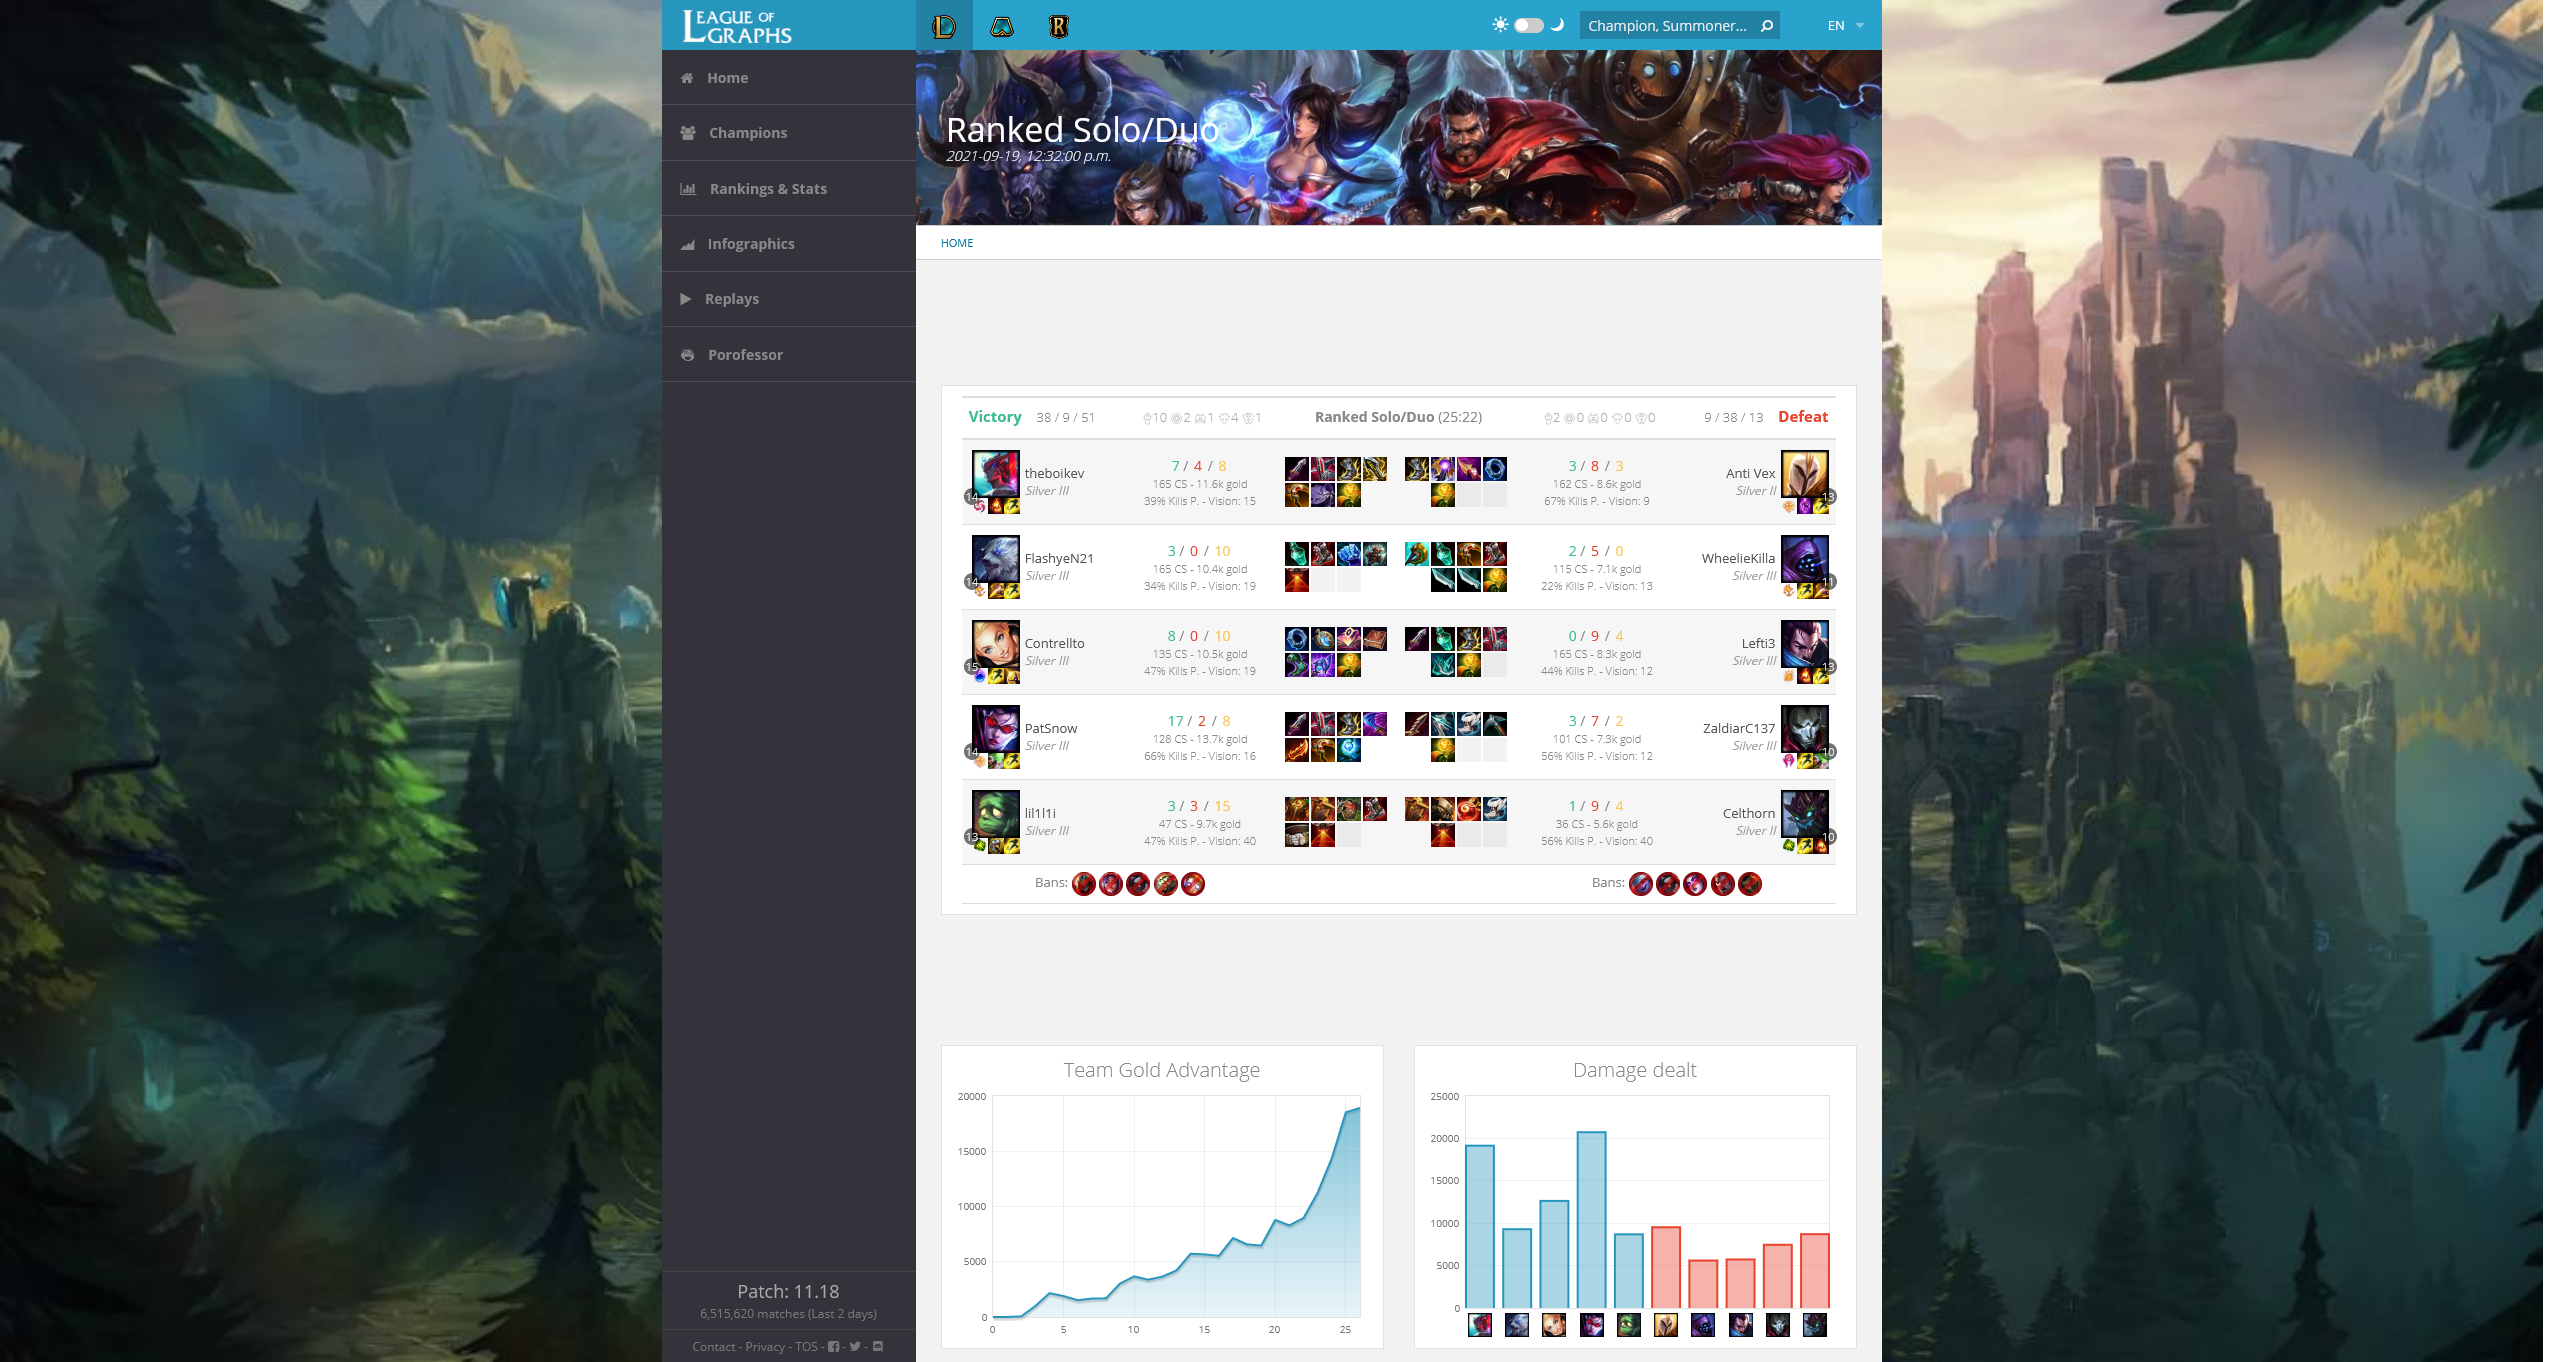 LEAGUE OF
GRAPHS
Champion, Summoner...
EN
Home
Champions
Rankings & Stats
Infographics
Replays
Porofessor
Patch: 11.18
6,515,620 matches (Last 2 days)
Contact - Privacy - TOS -
Ranked Solo/Duo
2021-09-19, 12:32:00 p.m.
HOME
Victory 38 / 9 / 51 10 2 1 4 1 Ranked Solo/Duo (25:22) 2 0 0 0 0 9 / 38 / 13 Defeat
theboikev
Silver III
14
7 / 4 / 8
165 CS - 11.6k gold
39% Kills P. - Vision: 15
3 / 8 / 3
162 CS - 8.6k gold
67% Kills P. - Vision: 9
Anti Vex
Silver II
13
FlashyeN21
Silver III
14
3 / 0 / 10
165 CS - 10.4k gold
34% Kills P. - Vision: 19
2 / 5 / 0
115 CS - 7.1k gold
22% Kills P. - Vision: 13
WheelieKilla
Silver III
11
Contrellto
Silver III
15
8 / 0 / 10
135 CS - 10.5k gold
47% Kills P. - Vision: 19
0 / 9 / 4
165 CS - 8.3k gold
44% Kills P. - Vision: 12
Lefti3
Silver III
13
PatSnow
Silver III
14
17 / 2 / 8
128 CS - 13.7k gold
66% Kills P. - Vision: 16
3 / 7 / 2
101 CS - 7.3k gold
56% Kills P. - Vision: 12
ZaldiarC137
Silver III
10
lil1l1i
Silver III
13
3 / 3 / 15
47 CS - 9.7k gold
47% Kills P. - Vision: 40
1 / 9 / 4
36 CS - 5.6k gold
56% Kills P. - Vision: 40
Celthorn
Silver II
10
Bans:
Bans:
Team Gold Advantage
20000
15000
10000
5000
0
0 5 10 15 20 25
Damage dealt
25000
20000
15000
10000
5000
0